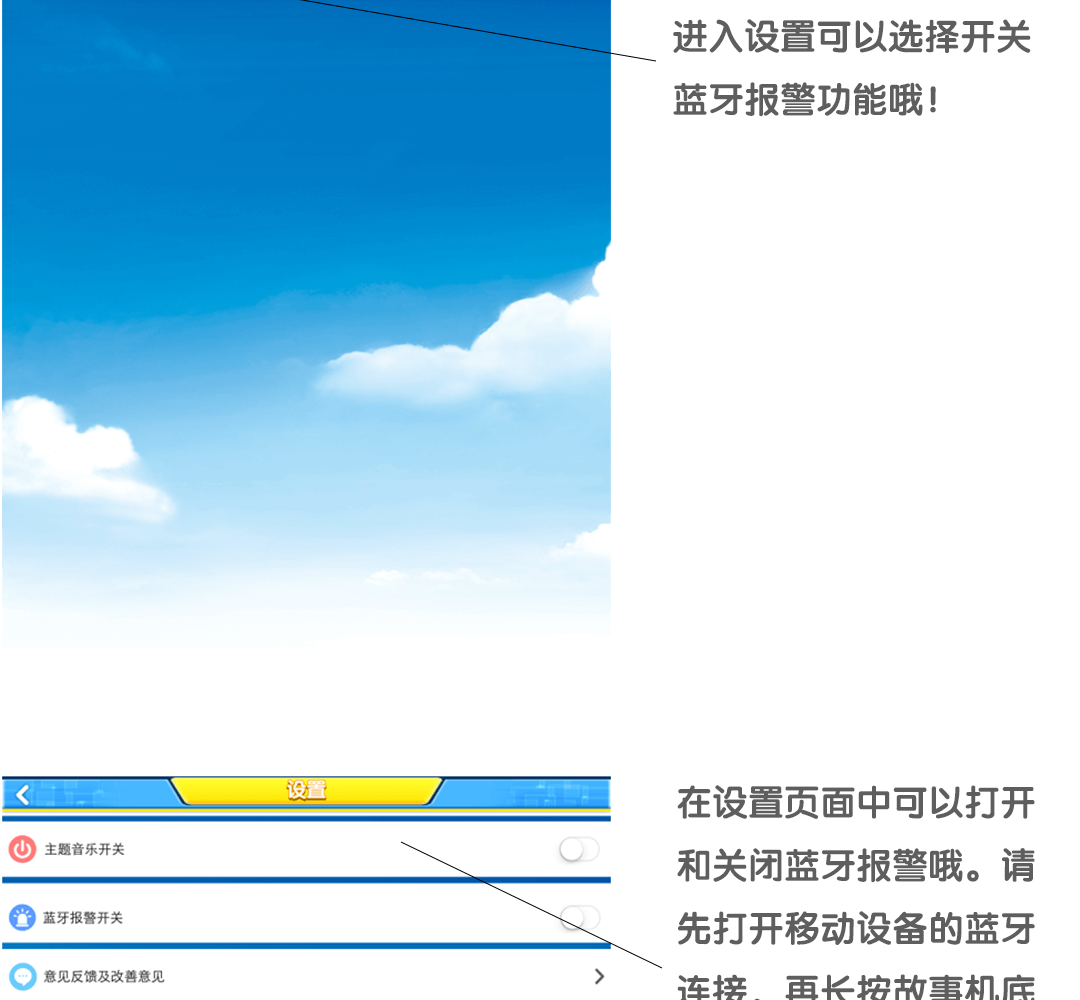 进入设置可以选择开关
蓝牙报警功能哦!
设置
主题音乐开关
蓝牙报警开关
意见反馈及改善意见
在设置页面中可以打开
和关闭蓝牙报警哦。请
先打开移动设备的蓝牙
连接，再长按故事机底